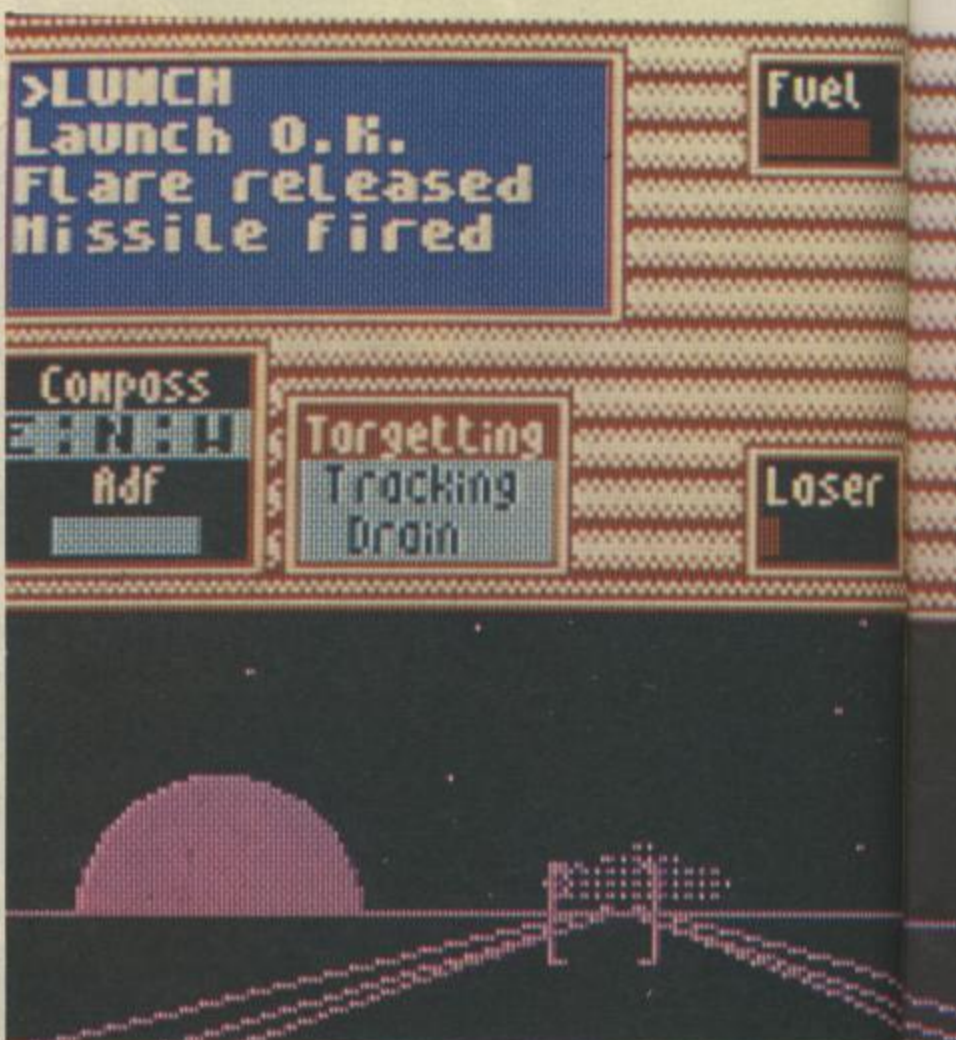 >LUNCH
Launch O.K.
Flare released
Missile fired
Fuel
Compass
E:N:W
Adf
Targetting
Tracking
Drain
Laser